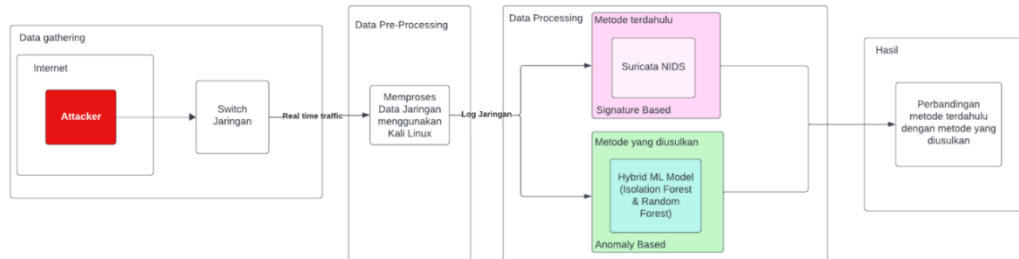 Data gathering
Internet
Attacker
Switch
Jaringan
Real time traffic
Data Pre-Processing
Memproses
Data Jaringan
menggunakan
Kali Linux
Log Jaringan
Data Processing
Metode terdahulu
Suricata NIDS
Signature Based
Metode yang diusulkan
Hybrid ML Model
(Isolation Forest
& Random
Forest)
Anomaly Based
Hasil
Perbandingan
metode terdahulu
dengan metode yang
diusulkan